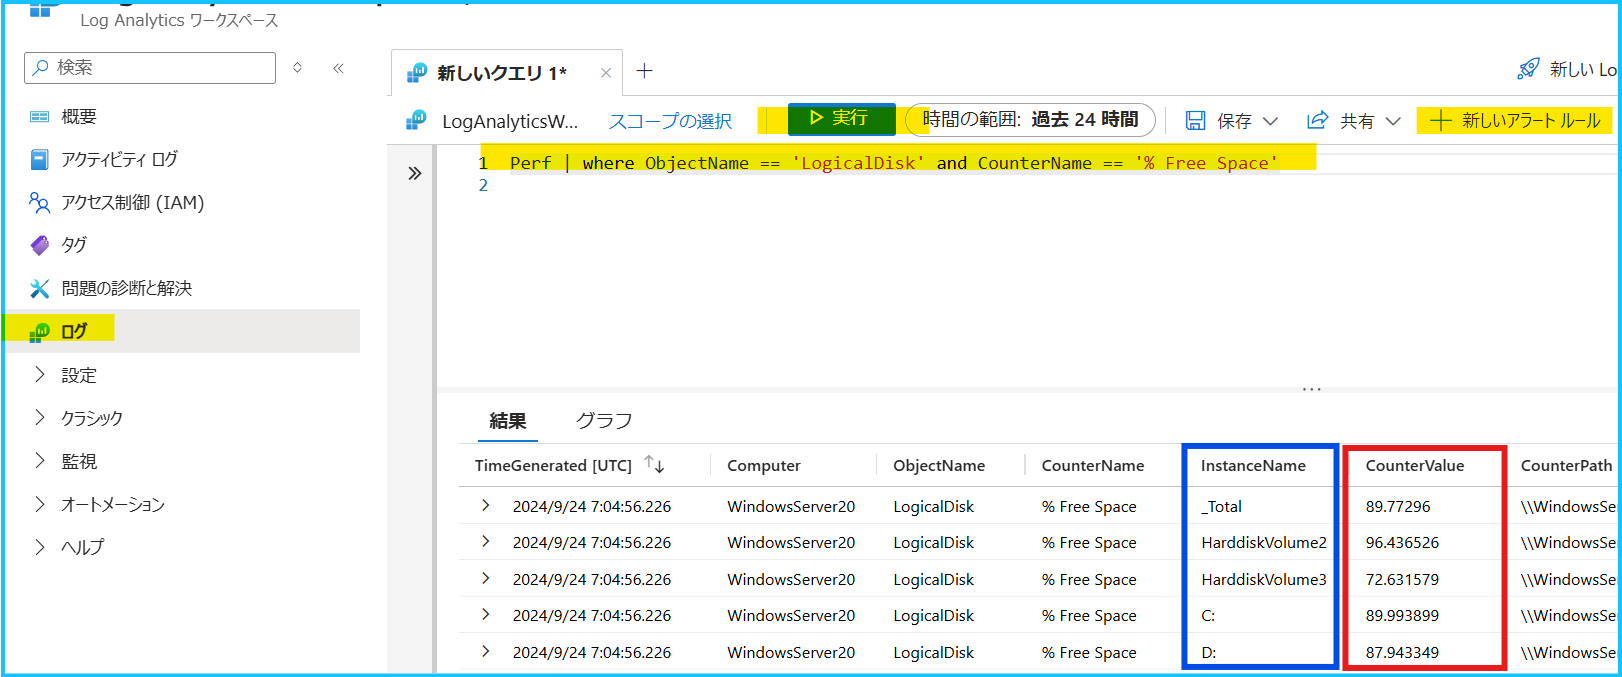 Log Analytics ワークスペース
検索
概要
アクティビティ ログ
アクセス制御 (IAM)
タグ
問題の診断と解決
ログ
設定
クラシック
監視
オートメーション
ヘルプ
新しいクエリ 1*
新しい Lo
LogAnalyticsW...
スコープの選択
実行
時間の範囲: 過去 24 時間
保存
共有
新しいアラート ルール
1 Perf | where ObjectName == 'LogicalDisk' and CounterName == '% Free Space'
2
結果 グラフ
TimeGenerated [UTC] Computer ObjectName CounterName InstanceName CounterValue CounterPath
2024/9/24 7:04:56.226 WindowsServer20 LogicalDisk % Free Space _Total 89.77296 \\WindowsSe
2024/9/24 7:04:56.226 WindowsServer20 LogicalDisk % Free Space HarddiskVolume2 96.436526 \\WindowsSe
2024/9/24 7:04:56.226 WindowsServer20 LogicalDisk % Free Space HarddiskVolume3 72.631579 \\WindowsSe
2024/9/24 7:04:56.226 WindowsServer20 LogicalDisk % Free Space C: 89.993899 \\WindowsSe
2024/9/24 7:04:56.226 WindowsServer20 LogicalDisk % Free Space D: 87.943349 \\WindowsSe